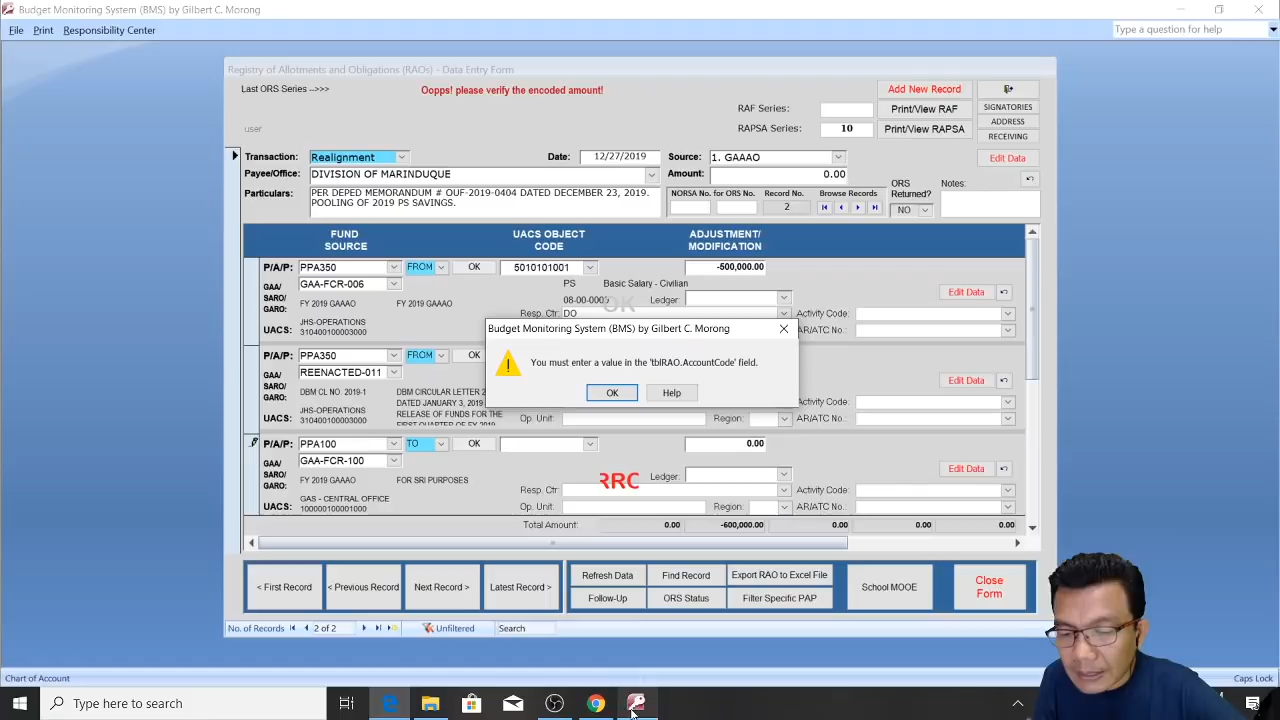 Budget Monitoring System (BMS) by Gilbert C. Morong
File Print Responsibility Center
Type a question for help
Registry of Allotments and Obligations (RAOs) - Data Entry Form
Last ORS Series -->>>
Oopps! please verify the encoded amount!
user
RAF Series:
RAPSA Series: 10
Add New Record
Print/View RAF
Print/View RAPSA
SIGNATORIES
ADDRESS
RECEIVING
Transaction: Realignment Date: 12/27/2019 Source: 1. GAAAO
Edit Data
Payee/Office: DIVISION OF MARINDUQUE Amount: 0.00
Particulars: PER DEPED MEMORANDUM # OUF-2019-0404 DATED DECEMBER 23, 2019.
POOLING OF 2019 PS SAVINGS.
NORSA No. for ORS No. Record No. Browse Records
2
ORS
Returned?
NO
Notes:
FUND
SOURCE
UACS OBJECT
CODE
ADJUSTMENT/
MODIFICATION
P/A/P: PPA350 FROM OK 5010101001 -500,000.00
GAA/
SARO/
GARO:
GAA-FCR-006
PS Basic Salary - Civilian
FY 2019 GAAAO FY 2019 GAAAO
08-00-0000 OK Ledger:
Edit Data
DO
Activity Code:
JHS-OPERATIONS
UACS: 310400100003000
AR/ATC No.:
Budget Monitoring System (BMS) by Gilbert C. Morong
You must enter a value in the 'tblRAO.AccountCode' field.
OK Help
P/A/P: PPA350 FROM OK
GAA/
SARO/
GARO:
REENACTED-011
Edit Data
DBM CL NO. 2019-1 DBM CIRCULAR LETTER 2
DATED JANUARY 3, 2019
RELEASE OF FUNDS FOR THE
FIRST QUARTER OF FY 2019
Activity Code:
JHS-OPERATIONS
UACS: 310400100003000
Op. Unit: Region: AR/ATC No.:
P/A/P: PPA100 TO OK 0.00
GAA/
SARO/
GARO:
GAA-FCR-100
Edit Data
FY 2019 GAAAO FOR SRI PURPOSES
RRO Ledger:
Resp. Ctr: Activity Code:
GAS - CENTRAL OFFICE
UACS: 100000100001000
Op. Unit: Region: AR/ATC No.:
Total Amount: 0.00 -600,000.00 0.00 0.00 0.00
< First Record
< Previous Record
Next Record >
Latest Record >
Refresh Data Find Record Export RAO to Excel File
Follow-Up ORS Status Filter Specific PAP
School MOOE
Close
Form
No. of Records 2 of 2 Unfiltered Search
Chart of Account Caps Lock
Type here to search